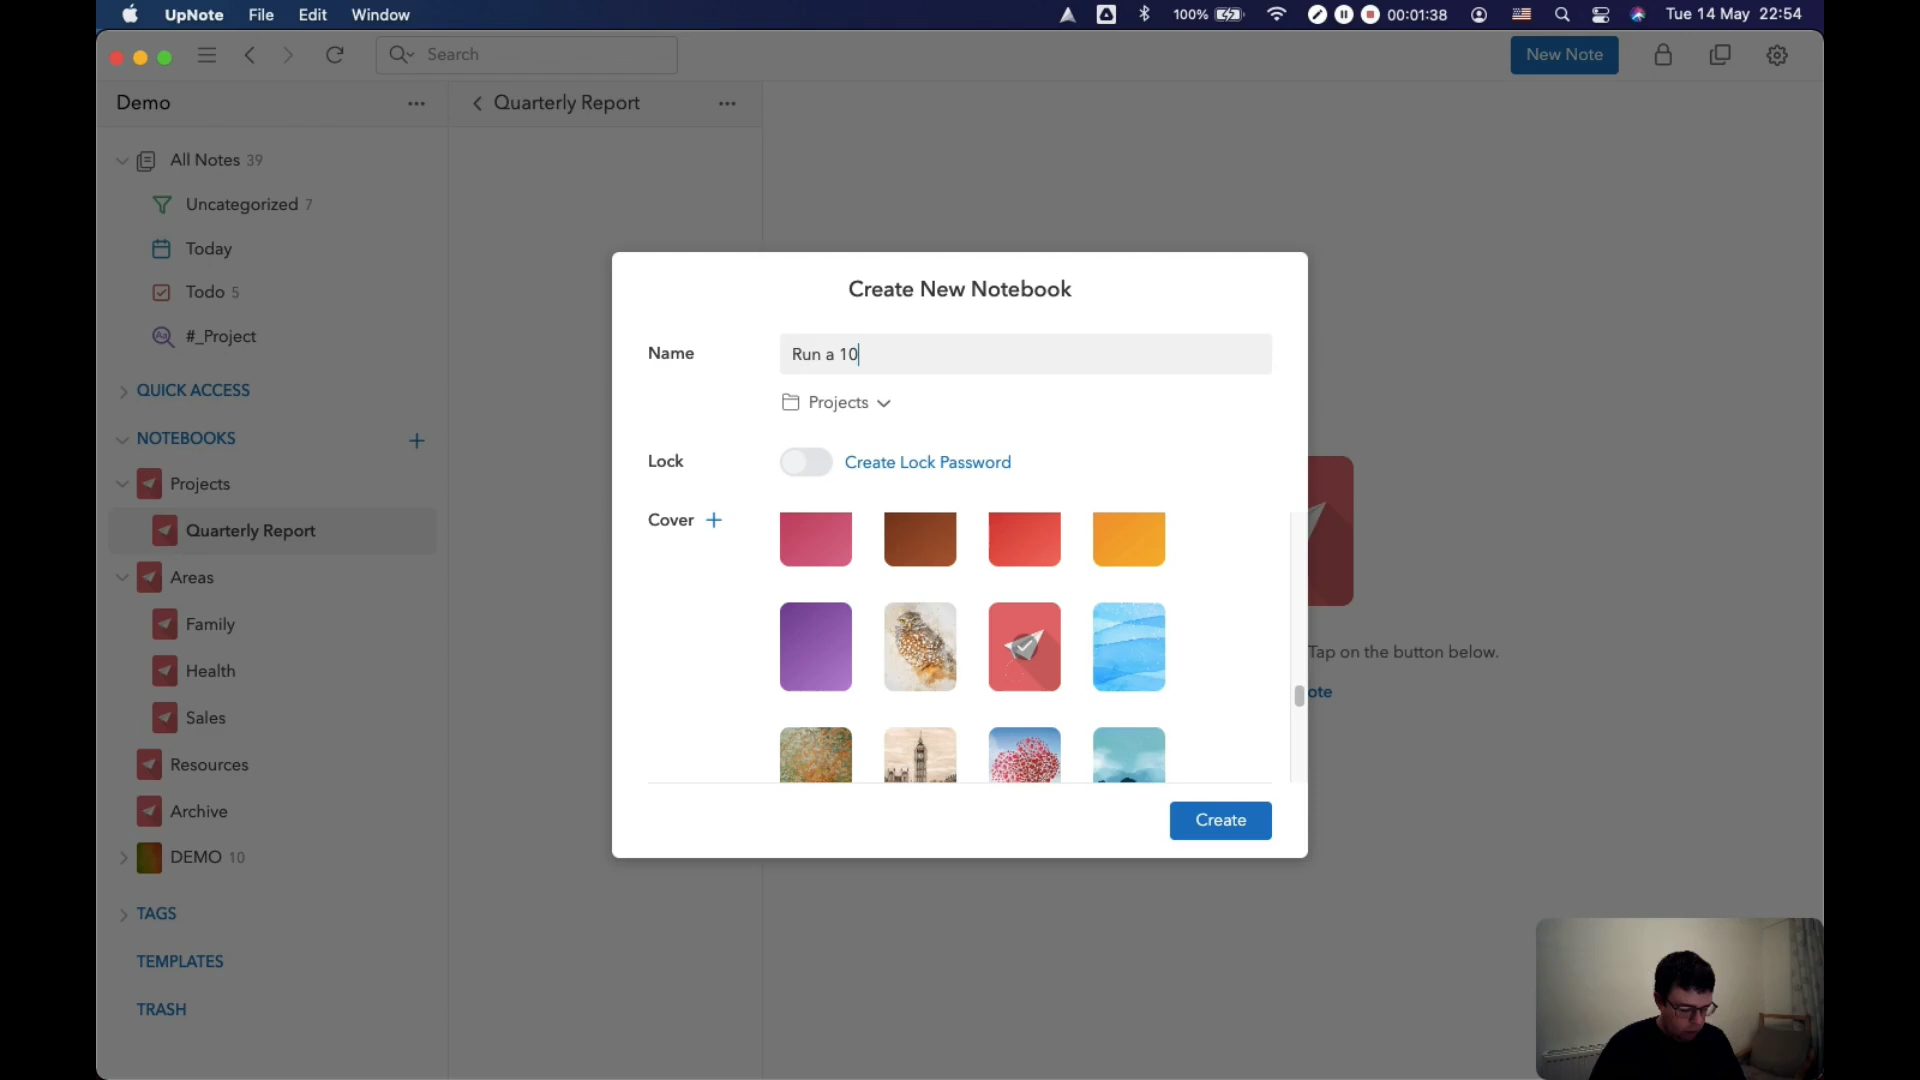 UpNote File Edit Window 100% 00:01:38 Tue 14 May 22:54
Search New Note
Demo
Quarterly Report
All Notes 39
Uncategorized 7
Today
Todo 5
#_Project
QUICK ACCESS
NOTEBOOKS
Projects
Quarterly Report
Areas
Family
Health
Sales
Resources
Archive
DEMO 10
TAGS
TEMPLATES
TRASH
Create New Notebook
Name Run a 10
Projects
Lock Create Lock Password
Cover
Create
Tap on the button below.
ote